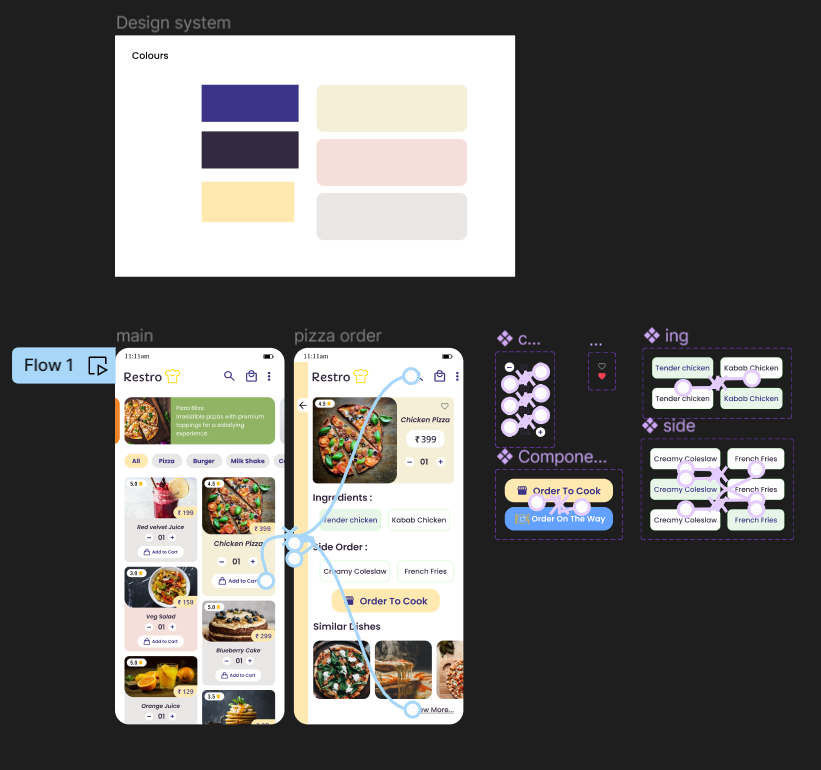 Design system
Colours
main
pizza order
Flow 1
11:11am
Restro
Pizza Bliss:
Irresistible pizzas with premium
toppings for a satisfying
experience.
All
Pizza
Burger
Milk Shake
5.0
₹ 199
Red velvet Juice
01
Add to Cart
4.5
₹ 399
Chicken Pizza
01
Add to Cart
3.0
₹ 159
Veg Salad
01
Add to Cart
5.0
₹ 299
Blueberry Cake
01
Add to Cart
5.0
₹ 129
Orange Juice
01
3.5
11:11am
Restro
4.5
Chicken Pizza
₹ 399
01
Ingredients :
Tender chicken
Kabab Chicken
Side Order :
Creamy Coleslaw
French Fries
Order To Cook
Similar Dishes
More...
c...
...
Compone...
Order To Cook
Order On The Way
ing
Tender chicken
Kabab Chicken
Tender chicken
Kabab Chicken
side
Creamy Coleslaw
French Fries
Creamy Coleslaw
French Fries
Creamy Coleslaw
French Fries